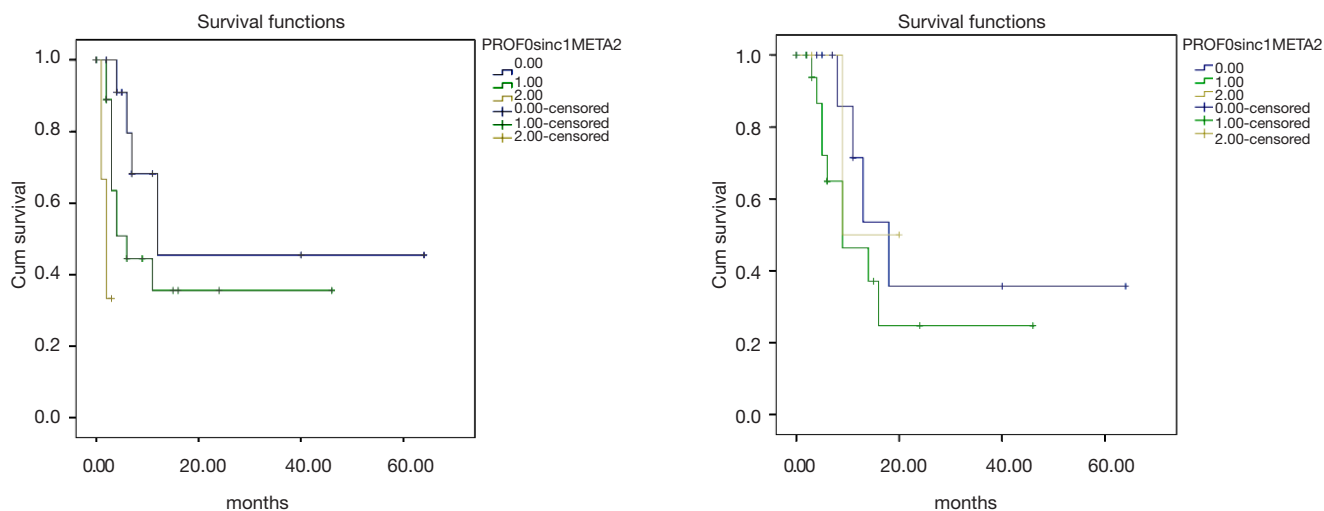 Survival functions
PROF0sinc1META2
0.00
1.00
2.00
0.00-censored
1.00-censored
2.00-censored
Cum survival
1.0
0.8
0.6
0.4
0.2
0.0
0.00 20.00 40.00 60.00
months
Survival functions
PROF0sinc1META2
0.00
1.00
2.00
0.00-censored
1.00-censored
2.00-censored
Cum survival
1.0
0.8
0.6
0.4
0.2
0.0
0.00 20.00 40.00 60.00
months